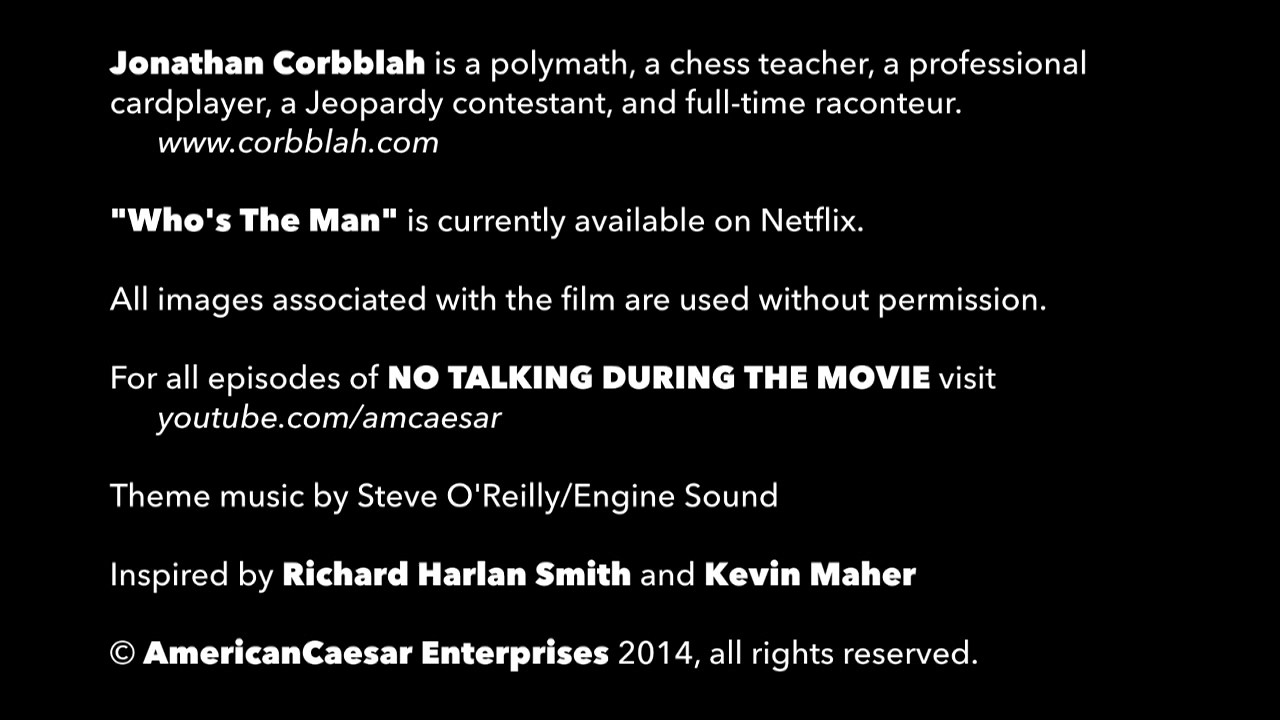 Jonathan Corbblah is a polymath, a chess teacher, a professional
cardplayer, a Jeopardy contestant, and full-time raconteur.
www.corbblah.com
"Who's The Man" is currently available on Netflix.
All images associated with the film are used without permission.
For all episodes of NO TALKING DURING THE MOVIE visit
youtube.com/amcaesar
Theme music by Steve O'Reilly/Engine Sound
Inspired by Richard Harlan Smith and Kevin Maher
© AmericanCaesar Enterprises 2014, all rights reserved.